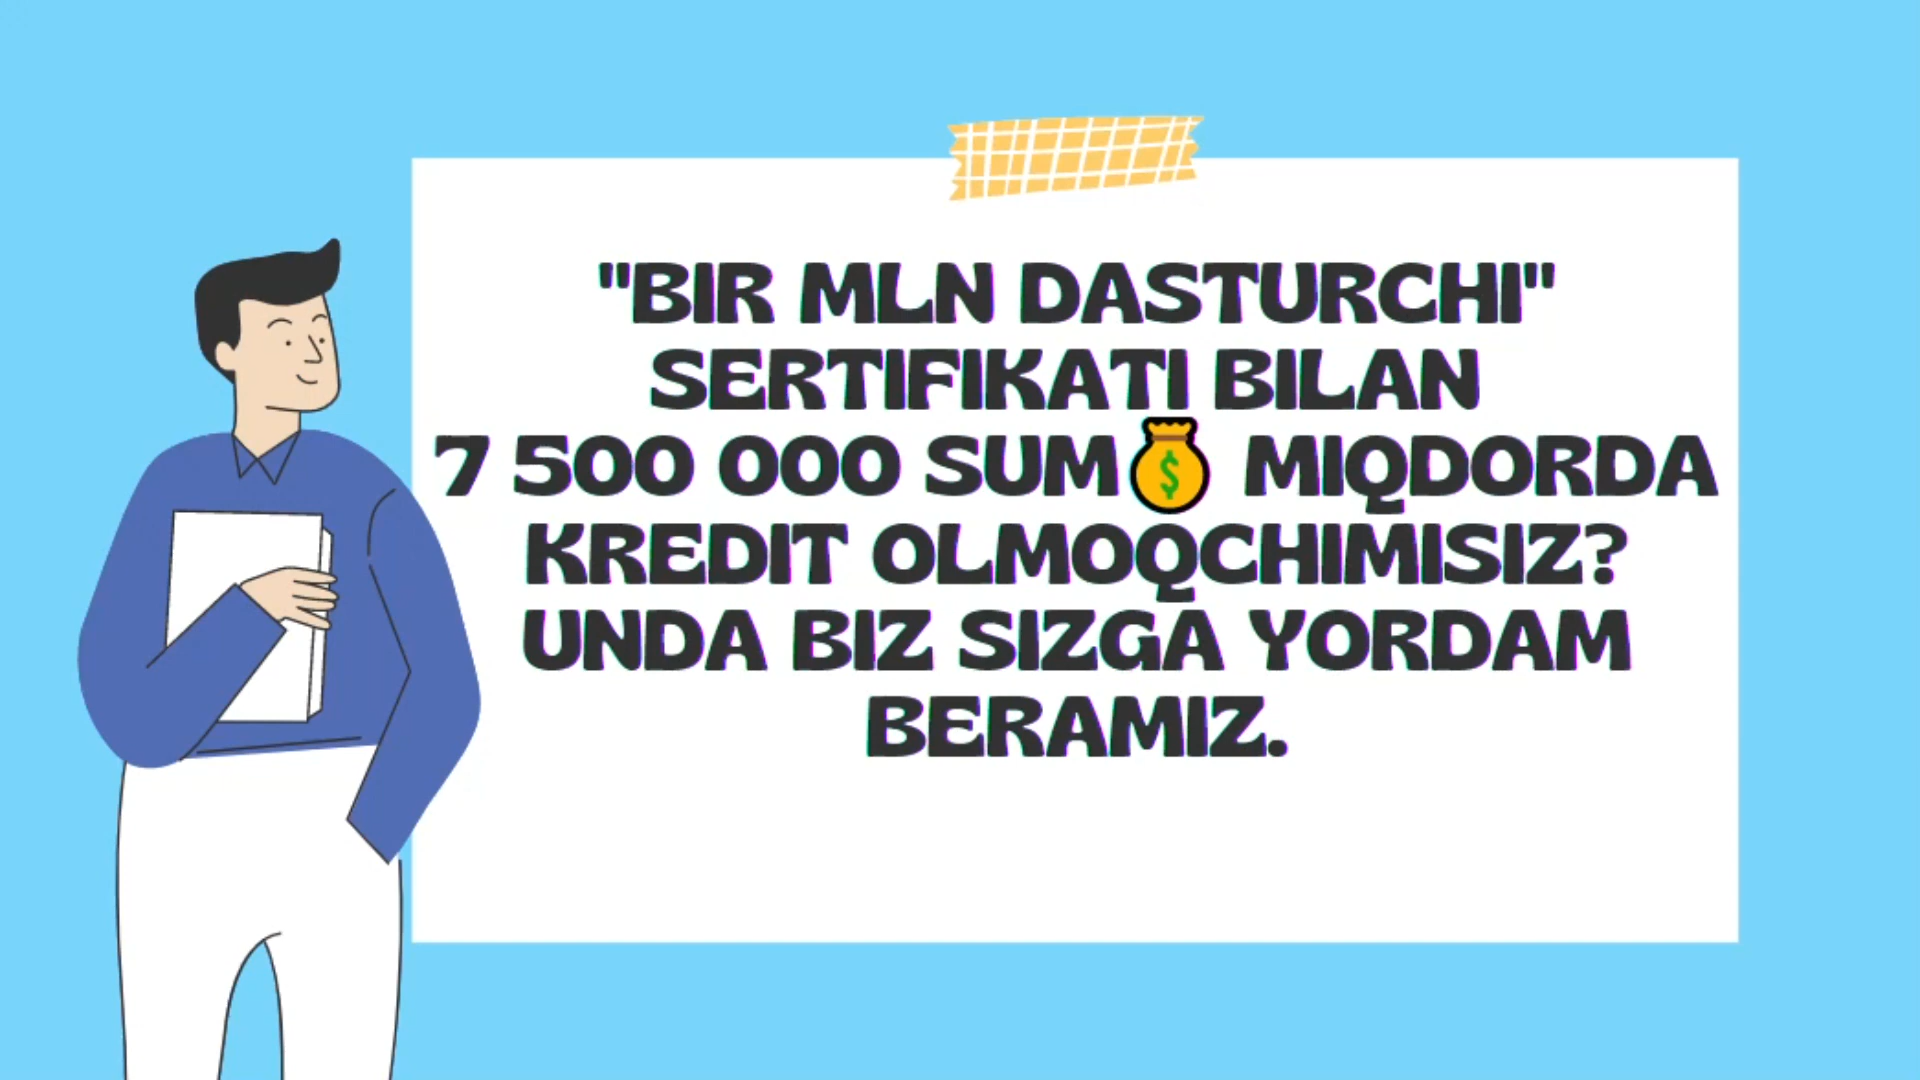 "BIR MLN DASTURCHI"
SERTIFIKATI BILAN
7 500 000 SUM💰 MIQDORDA
KREDIT OLMOQCHIMISIZ?
UNDA BIZ SIZGA YORDAM
BERAMIZ.